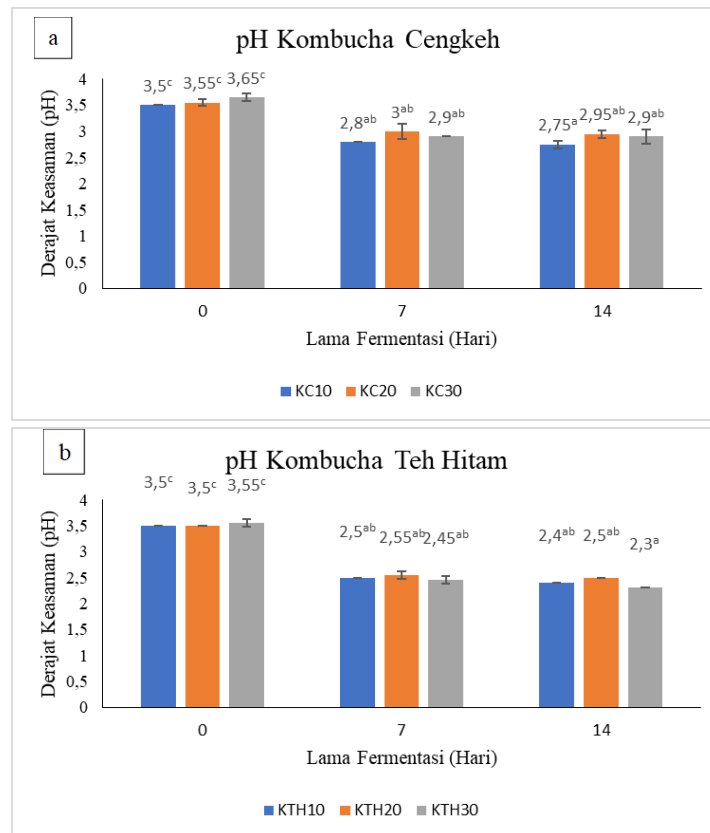 a
pH Kombucha Cengkeh
Derajat Keasaman (pH)
4
3,5
3
2,5
2
1,5
1
0,5
0
3,5ᶜ 3,55ᶜ 3,65ᶜ
2,8ᵃᵇ 3ᵃᵇ 2,9ᵃᵇ
2,75ᵃ 2,95ᵃᵇ 2,9ᵃᵇ
0 7 14
Lama Fermentasi (Hari)
KC10 KC20 KC30
b
pH Kombucha Teh Hitam
Derajat Keasaman (pH)
4
3,5
3
2,5
2
1,5
1
0,5
0
3,5ᶜ 3,5ᶜ 3,55ᶜ
2,5ᵃᵇ 2,55ᵃᵇ 2,45ᵃᵇ
2,4ᵃᵇ 2,5ᵃᵇ 2,3ᵃ
0 7 14
Lama Fermentasi (Hari)
KTH10 KTH20 KTH30